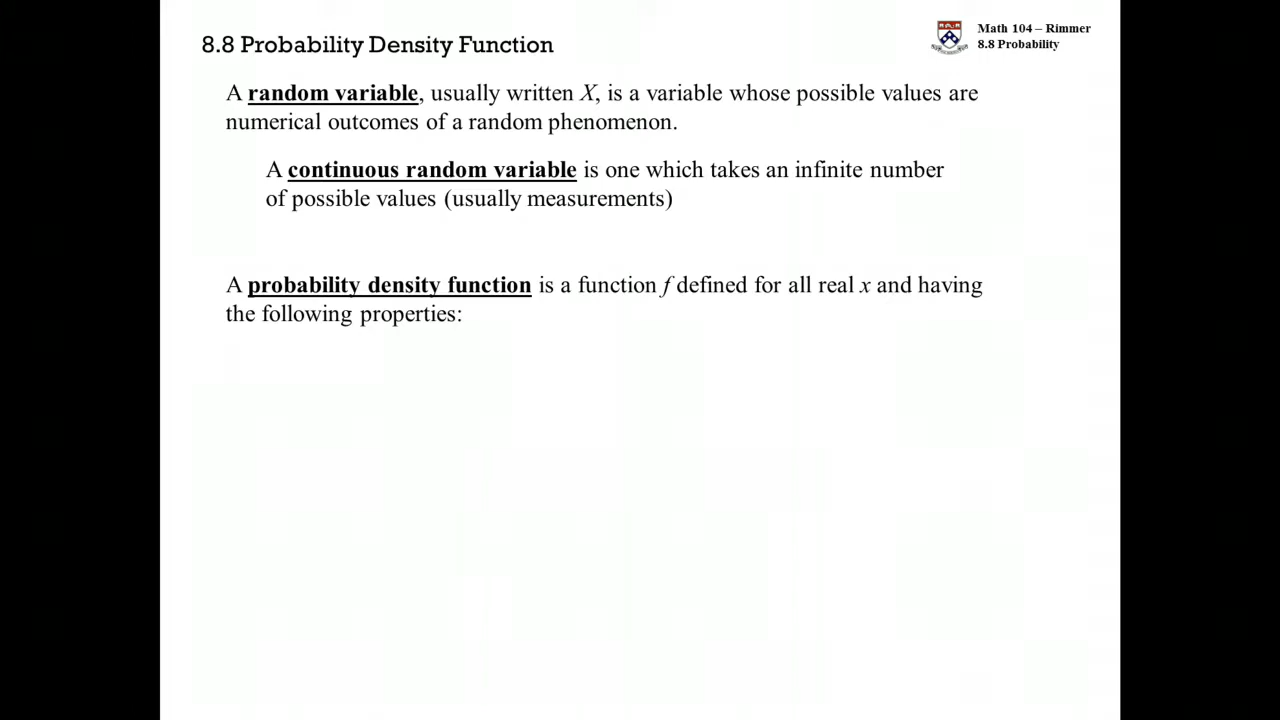 8.8 Probability Density Function
Math 104 – Rimmer
8.8 Probability
A random variable, usually written X, is a variable whose possible values are
numerical outcomes of a random phenomenon.
A continuous random variable is one which takes an infinite number
of possible values (usually measurements)
A probability density function is a function f defined for all real x and having
the following properties: